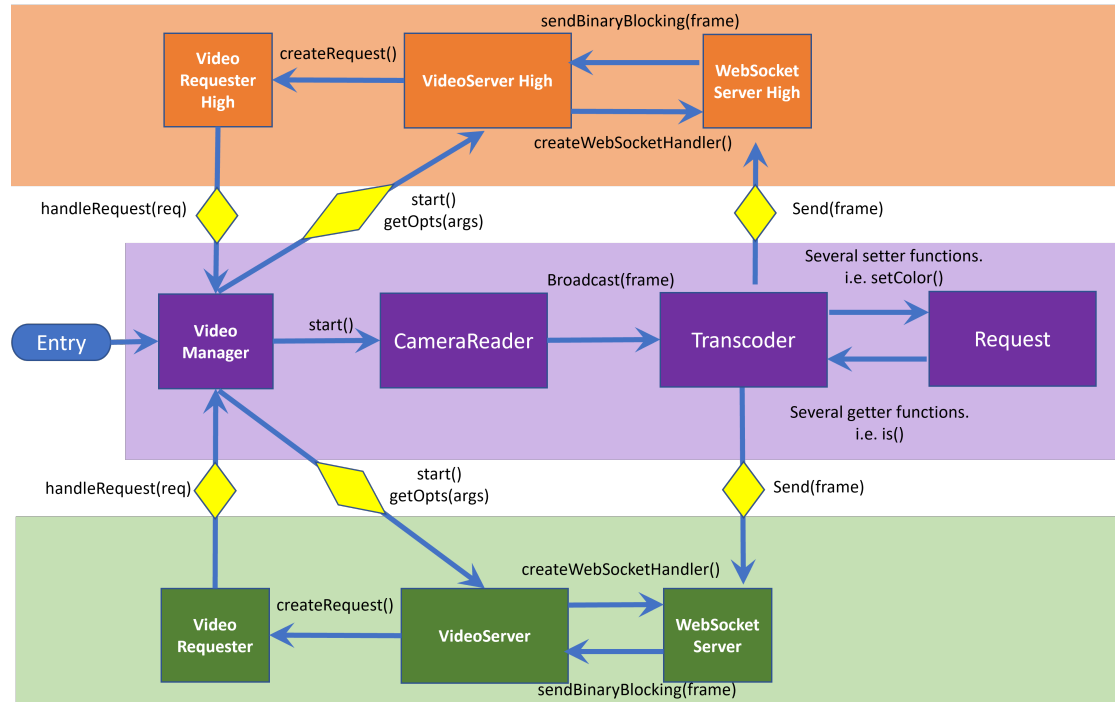 sendBinaryBlocking(frame)
Video
Requester
High
createRequest()
VideoServer High
WebSocket
Server High
createWebSocketHandler()
handleRequest(req)
start()
getOpts(args)
Send(frame)
Several setter functions.
i.e. setColor()
Broadcast(frame)
Entry
Video
Manager
start()
CameraReader
Transcoder
Request
Several getter functions.
i.e. is()
handleRequest(req)
start()
getOpts(args)
Send(frame)
createWebSocketHandler()
Video
Requester
createRequest()
VideoServer
WebSocket
Server
sendBinaryBlocking(frame)